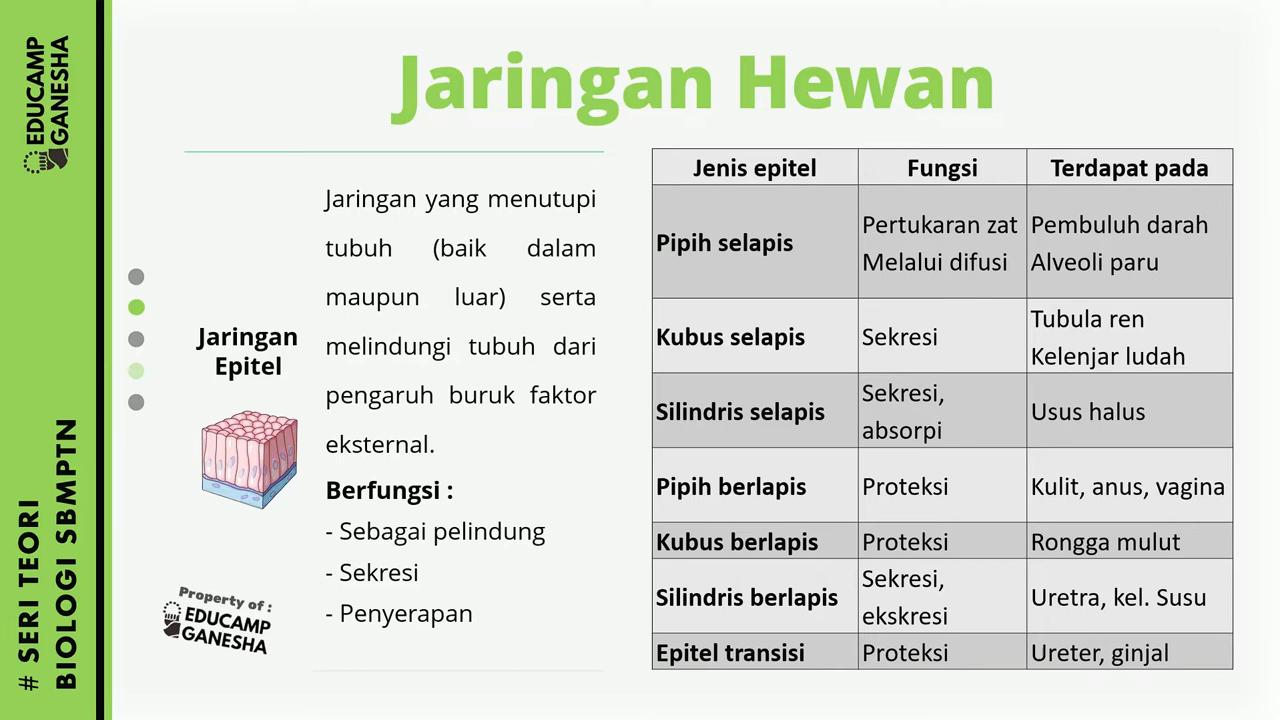 EDUCAMP
GANESHA
# SERI TEORI
BIOLOGI SBMPTN
Jaringan Hewan
Jaringan
Epitel
Jaringan yang menutupi
tubuh (baik dalam
maupun luar) serta
melindungi tubuh dari
pengaruh buruk faktor
eksternal.
Berfungsi :
- Sebagai pelindung
- Sekresi
- Penyerapan
Property of :
EDUCAMP
GANESHA
Jenis epitel Fungsi Terdapat pada
Pipih selapis Pertukaran zat Melalui difusi Pembuluh darah Alveoli paru
Kubus selapis Sekresi Tubula ren Kelenjar ludah
Silindris selapis Sekresi, absorpi Usus halus
Pipih berlapis Proteksi Kulit, anus, vagina
Kubus berlapis Proteksi Rongga mulut
Silindris berlapis Sekresi, ekskresi Uretra, kel. Susu
Epitel transisi Proteksi Ureter, ginjal